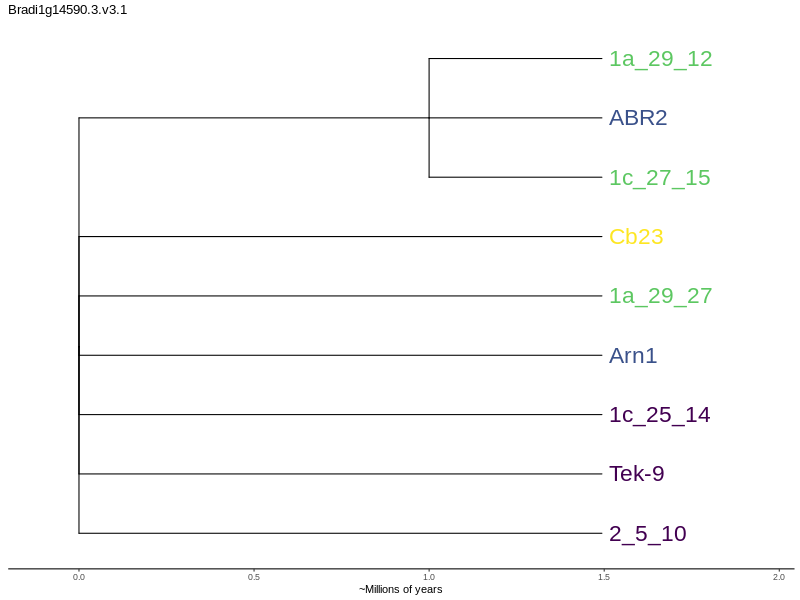 Bradi1g14590.3.v3.1
1a_29_12
ABR2
1c_27_15
Cb23
1a_29_27
Arn1
1c_25_14
Tek-9
2_5_10
0.0 0.5 1.0 1.5 2.0
~Millions of years